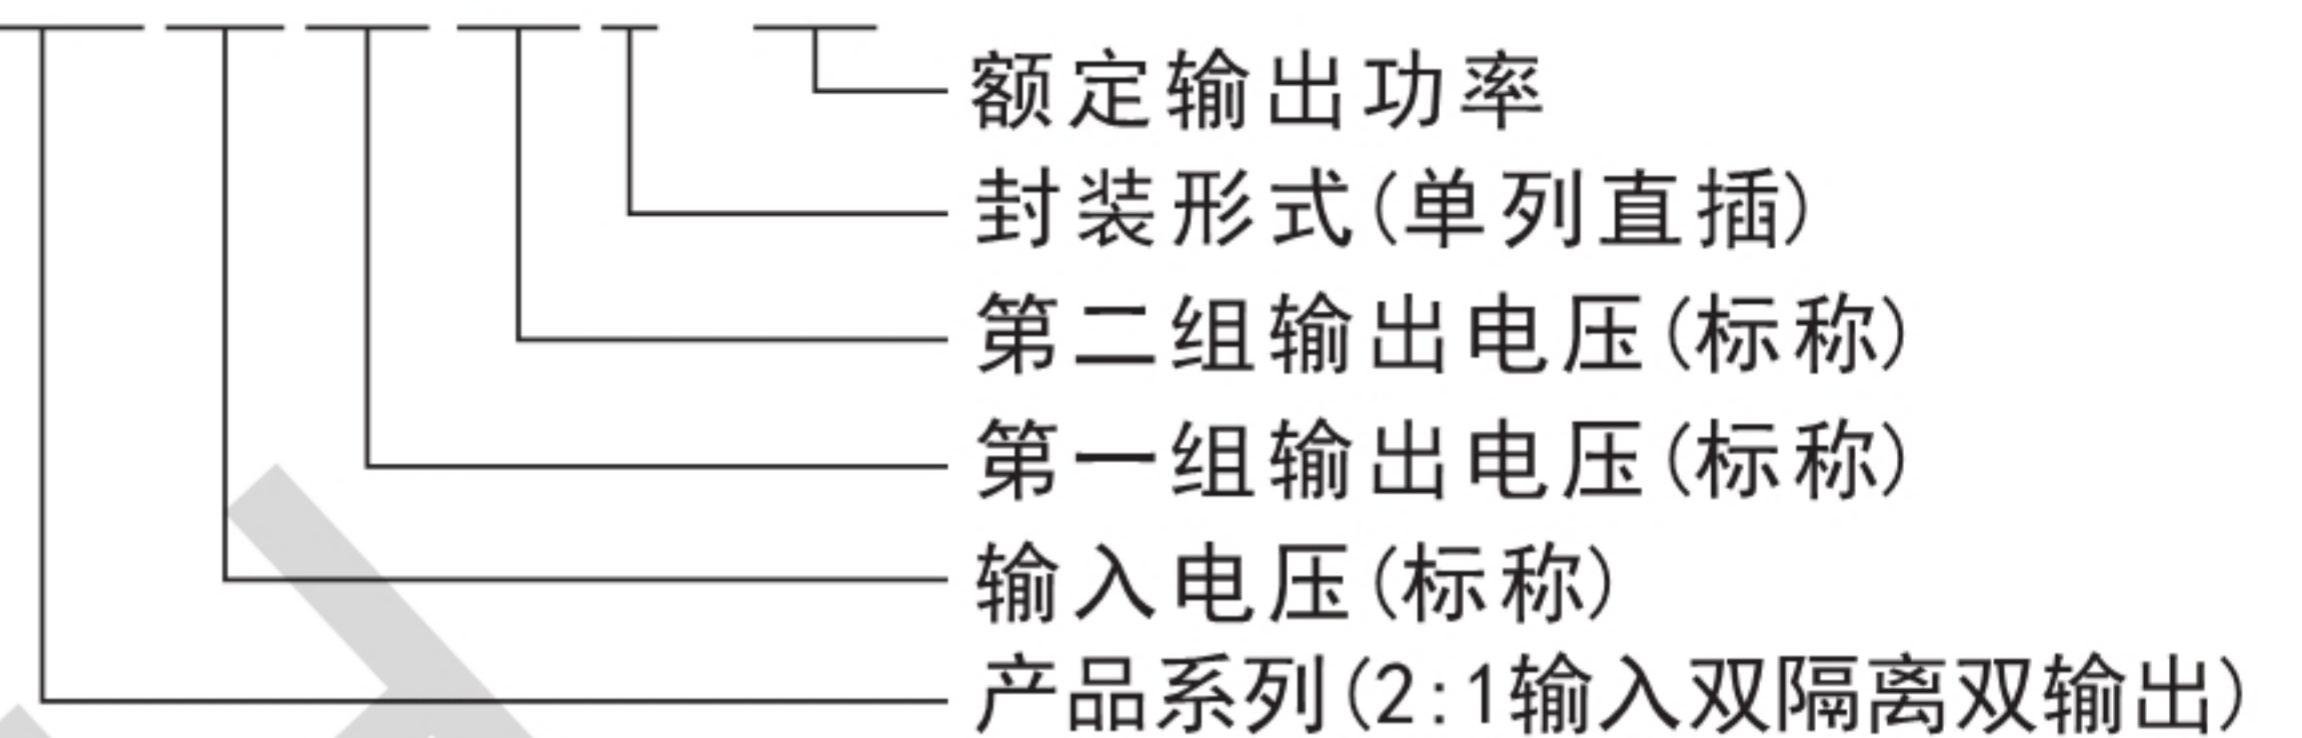 额定输出功率
封装形式(单列直插)
第二组输出电压(标称)
第一组输出电压(标称)
输入电压(标称)
产品系列(2:1输入双隔离双输出)